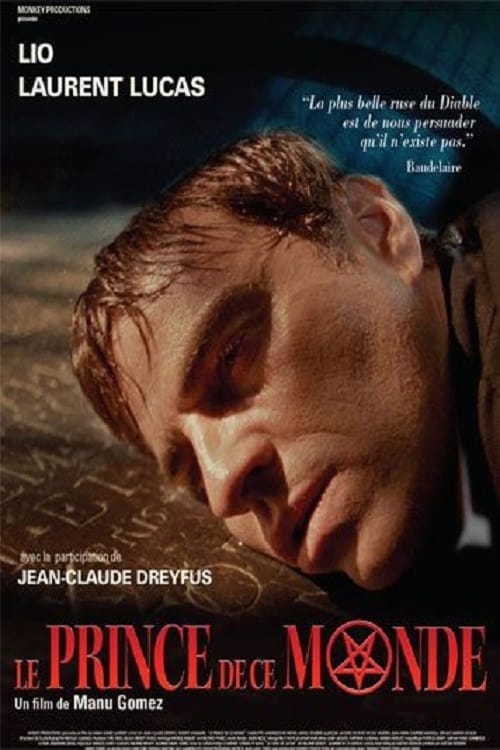 MONKEY PRODUCTIONS
présente
LIO
LAURENT LUCAS
“La plus belle ruse du Diable
est de nous persuader
qu'il n'existe pas.”
Baudelaire
avec la participation de
JEAN-CLAUDE DREYFUS
LE PRINCE DE CE MONDE
Un film de Manu Gomez